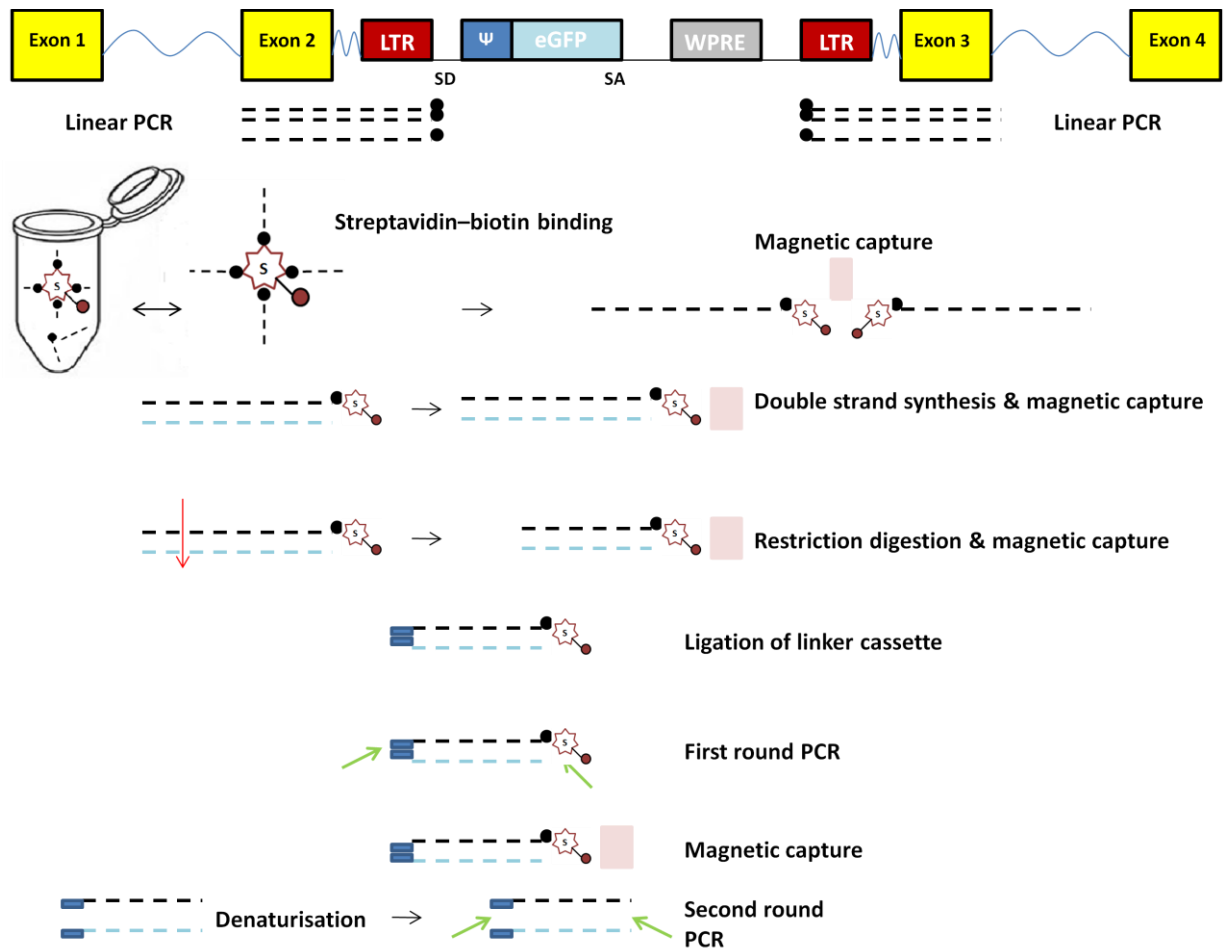 Exon 1 Exon 2 LTR Ψ eGFP WPRE LTR Exon 3 Exon 4
SD SA
Linear PCR Linear PCR
Streptavidin–biotin binding
Magnetic capture
S S
S S
S S Double strand synthesis & magnetic capture
S S Restriction digestion & magnetic capture
S Ligation of linker cassette
S First round PCR
S Magnetic capture
Denaturisation Second round
PCR